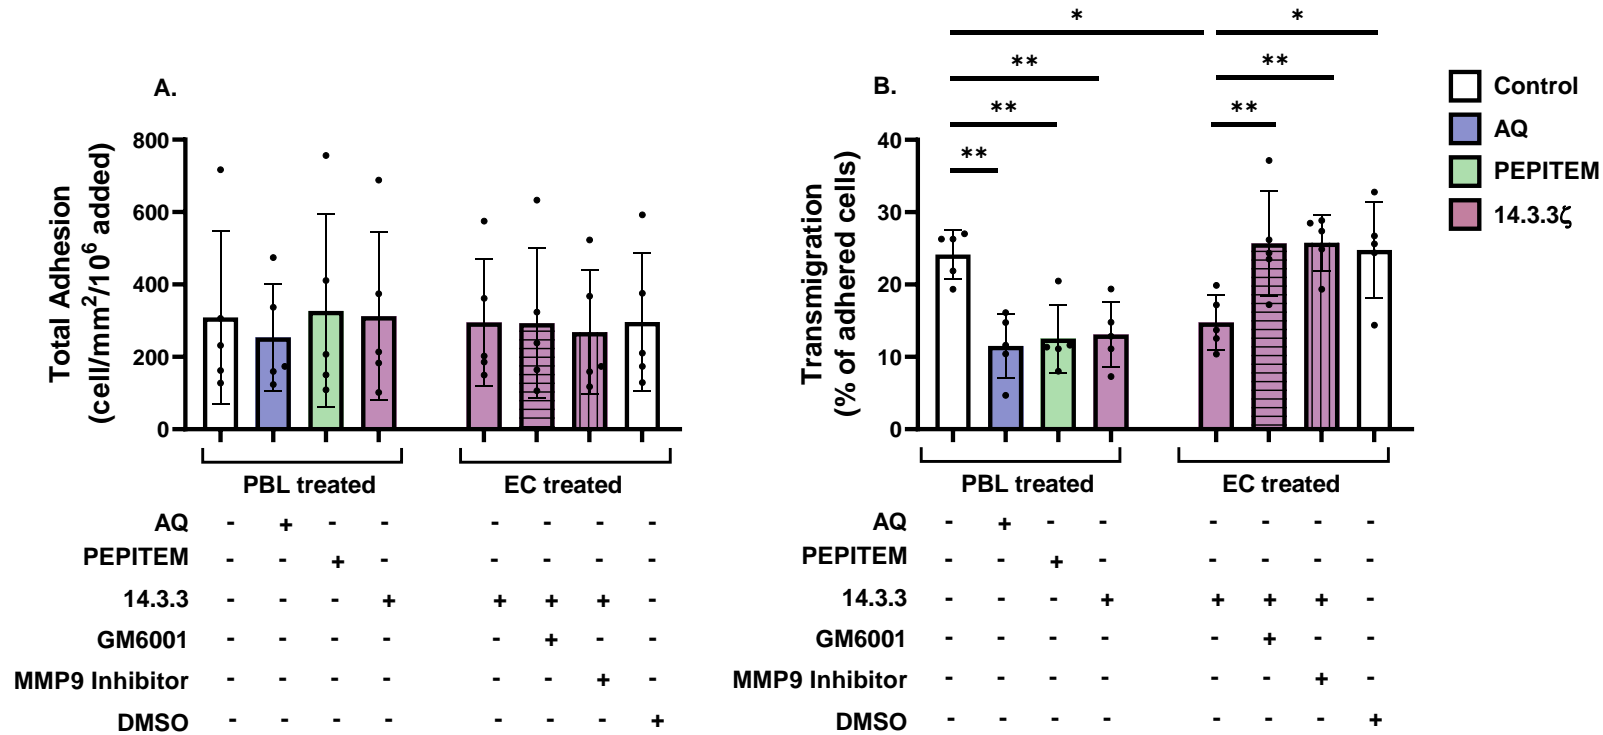 * *
** **
A. B.
** **
**
Control
AQ
PEPITEM
14.3.3ζ
Total Adhesion
(cell/mm²/10⁶ added)
800
600
400
200
0
PBL treated EC treated
AQ - + - - - - - -
PEPITEM - - + - - - - -
14.3.3 - - - + + + + -
GM6001 - - - - - + - -
MMP9 Inhibitor - - - - - - + -
DMSO - - - - - - - +
Transmigration
(% of adhered cells)
40
30
20
10
0
PBL treated EC treated
AQ - + - - - - - -
PEPITEM - - + - - - - -
14.3.3 - - - + + + + -
GM6001 - - - - - + - -
MMP9 Inhibitor - - - - - - + -
DMSO - - - - - - - +